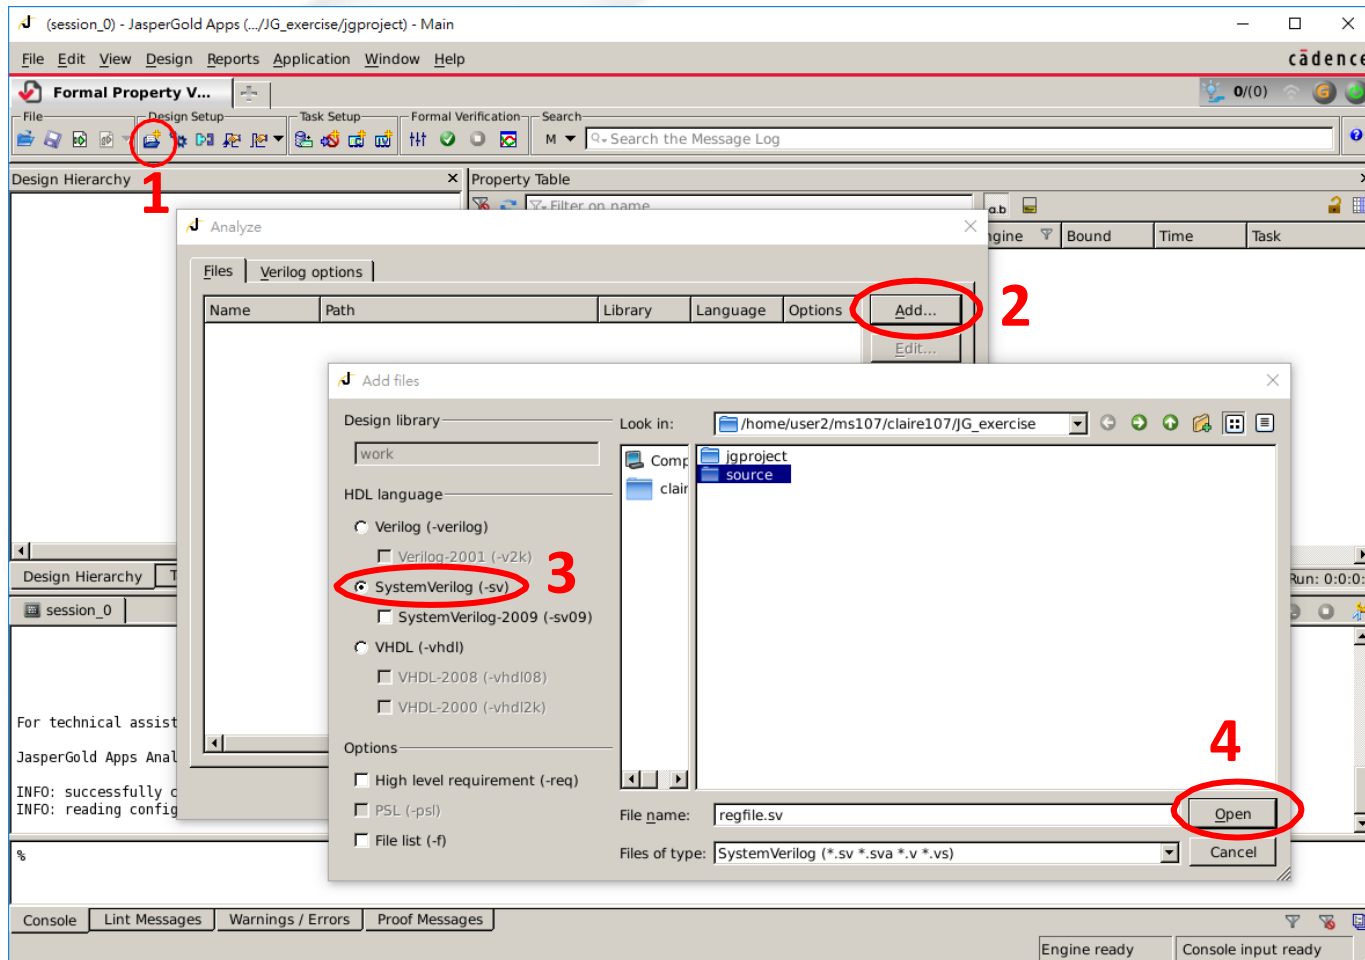 (session_0) - JasperGold Apps (.../JG_exercise/jgproject) - Main
File Edit View Design Reports Application Window Help
cādence
Formal Property V...
0/(0)
File Design Setup Task Setup Formal Verification Search
M Search the Message Log
1
Design Hierarchy
Property Table
Filter on name
a.b
Analyze
ngine Bound Time Task
Files Verilog options
Name Path Library Language Options
Add...
2
Edit...
Add files
Design library
work
Look in: /home/user2/ms107/claire107/JG_exercise
Comp
clair
jgproject
source
HDL language
Verilog (-verilog)
Verilog-2001 (-v2k)
SystemVerilog (-sv)
3
SystemVerilog-2009 (-sv09)
VHDL (-vhdl)
VHDL-2008 (-vhdl08)
VHDL-2000 (-vhdl2k)
Options
High level requirement (-req)
PSL (-psl)
File list (-f)
4
File name: regfile.sv
Open
Files of type: SystemVerilog (*.sv *.sva *.v *.vs)
Cancel
Design Hierarchy T
Run: 0:0:0:
session_0
For technical assist
JasperGold Apps Anal
INFO: successfully c
INFO: reading config
%
Console Lint Messages Warnings / Errors Proof Messages
Engine ready Console input ready